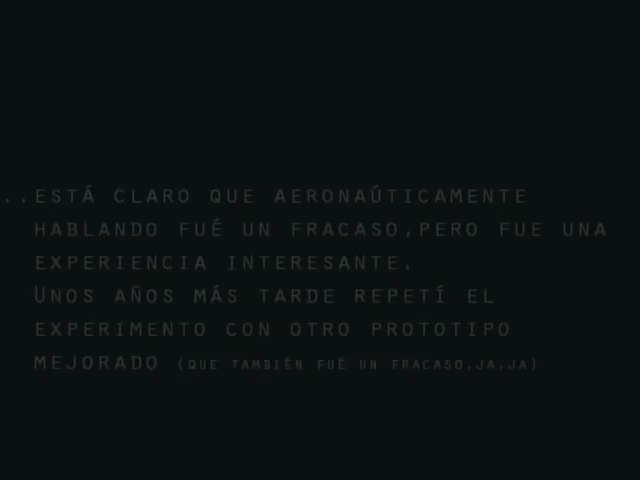 ..ESTÁ CLARO QUE AERONAÚTICAMENTE
HABLANDO FUÉ UN FRACASO,PERO FUE UNA
EXPERIENCIA INTERESANTE.
UNOS AÑOS MÁS TARDE REPETÍ EL
EXPERIMENTO CON OTRO PROTOTIPO
MEJORADO (QUE TAMBIÉN FUÉ UN FRACASO,JA,JA)